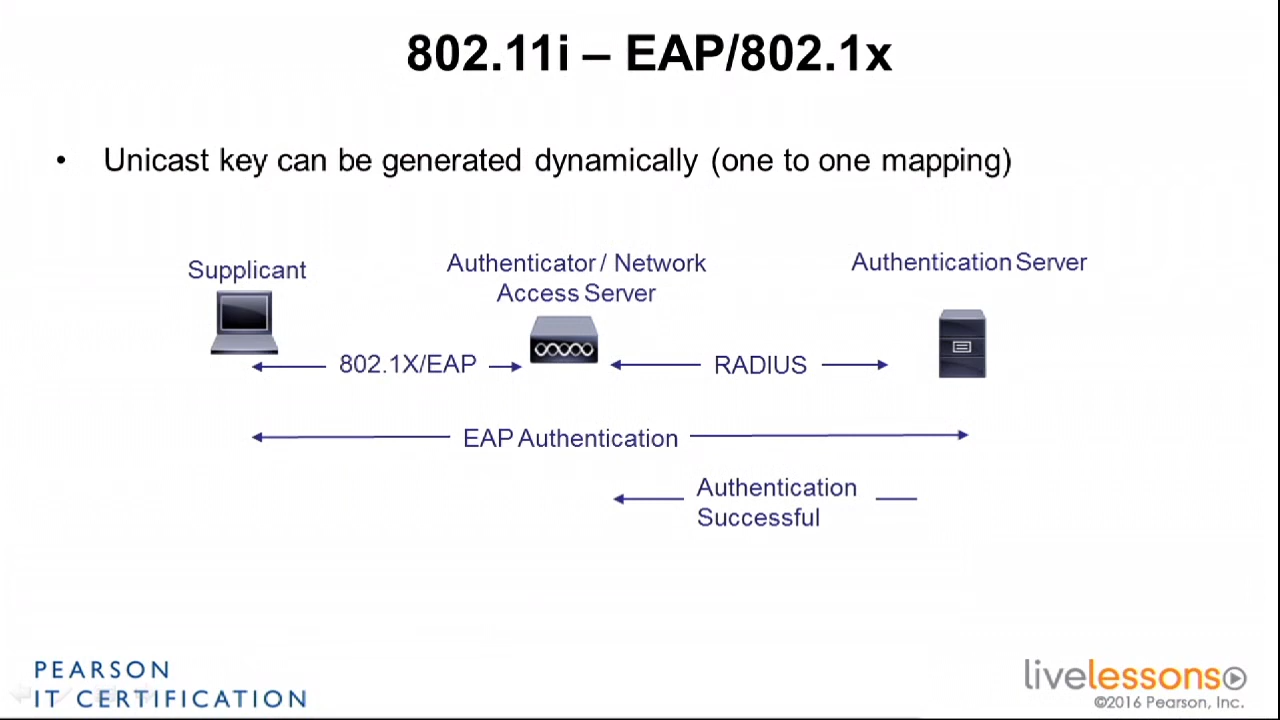 802.11i – EAP/802.1x
• Unicast key can be generated dynamically (one to one mapping)
Supplicant
Authenticator / Network
Access Server
Authentication Server
802.1X/EAP
RADIUS
EAP Authentication
Authentication
Successful
PEARSON
IT CERTIFICATION
livelessons
©2016 Pearson, Inc.